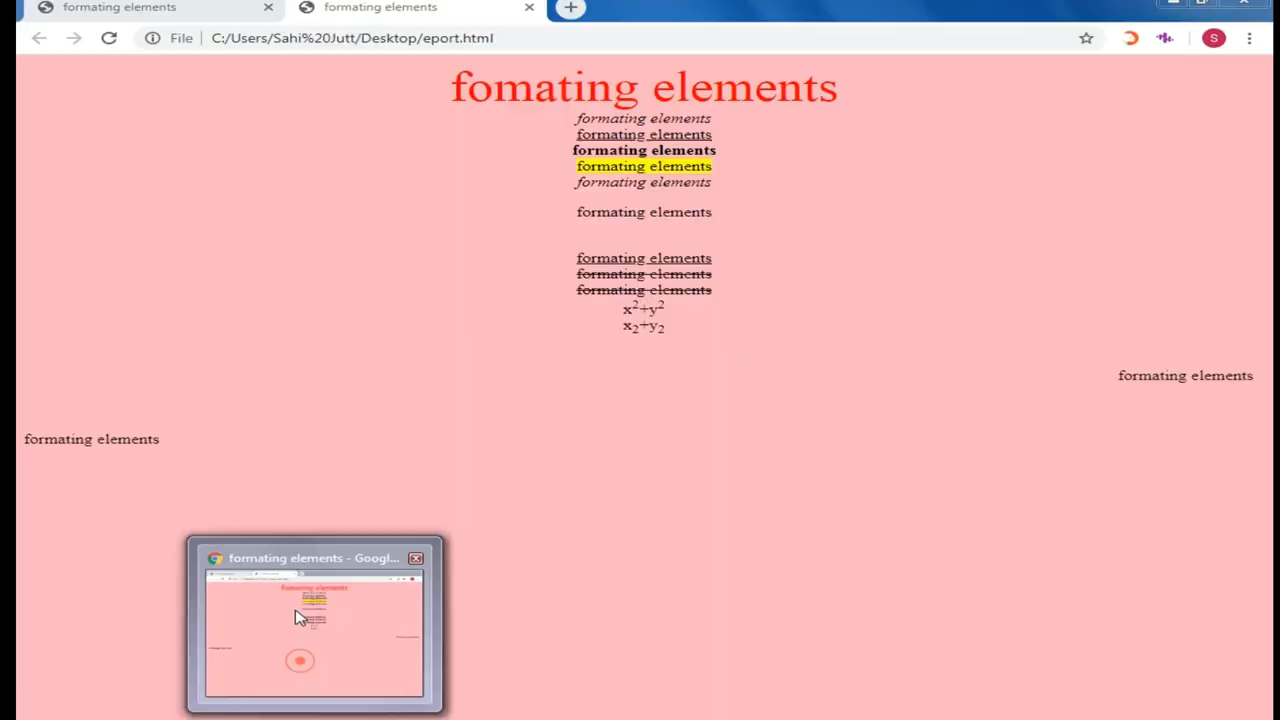 formating elements
formating elements
File C:/Users/Sahi%20Jutt/Desktop/eport.html
S
fomating elements
formating elements
formating elements
formating elements
formating elements
formating elements
formating elements
formating elements
formating elements
formating elements
x²+y²
x₂+y₂
formating elements
formating elements
formating elements - Googl...